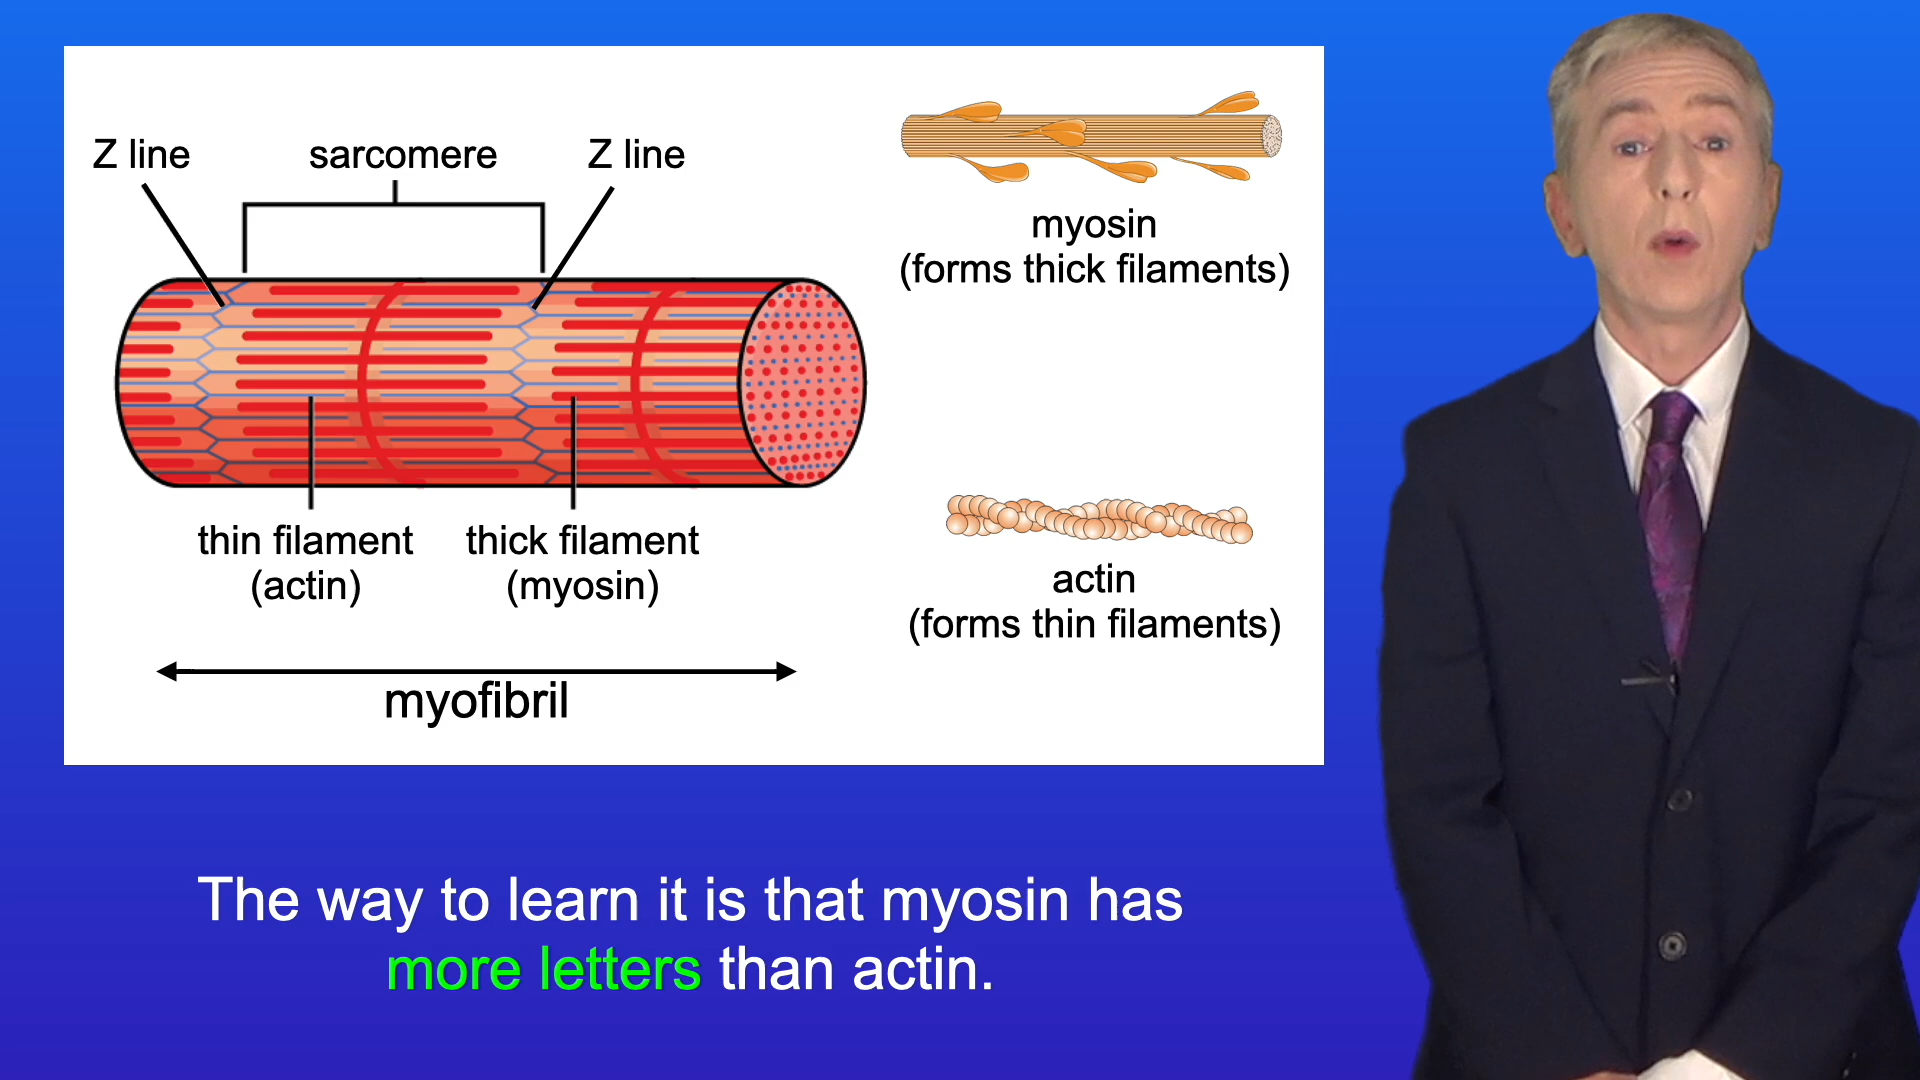 Z line
sarcomere
Z line
thin filament
(actin)
thick filament
(myosin)
myofibril
myosin
(forms thick filaments)
actin
(forms thin filaments)
The way to learn it is that myosin has
more letters than actin.